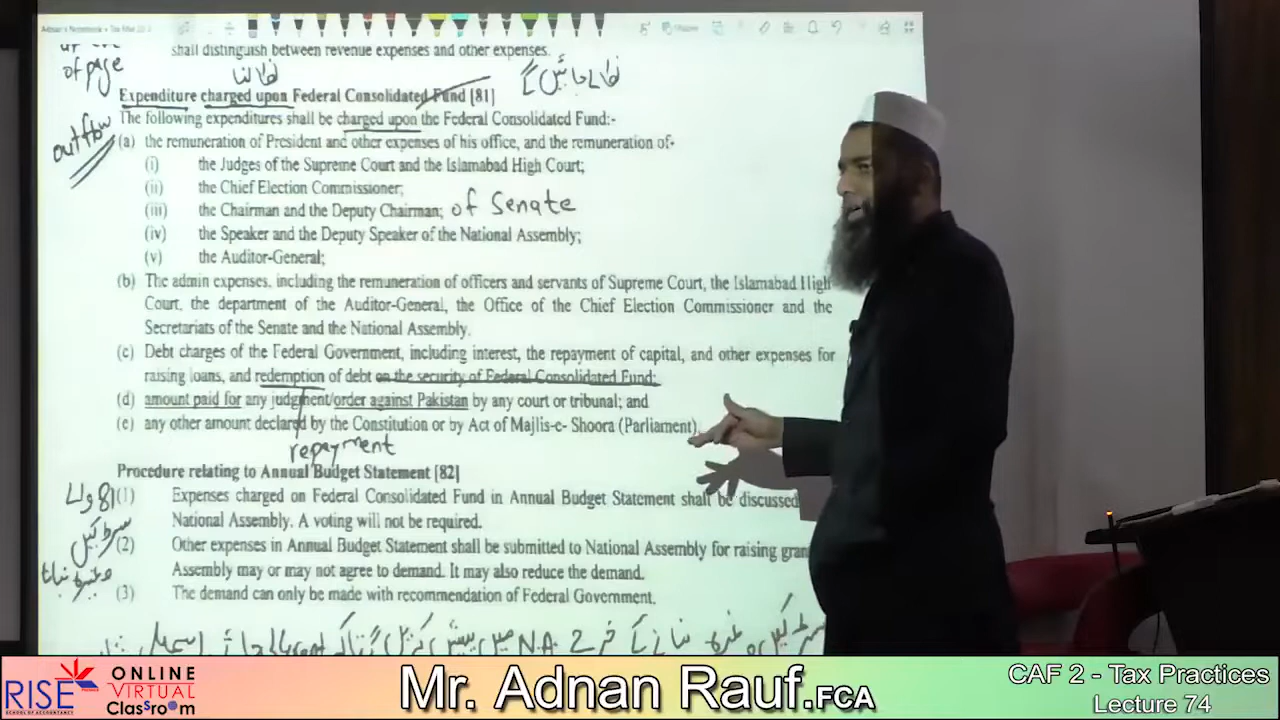 up
of page
shall distinguish between revenue expenses and other expenses.
Expenditure charged upon Federal Consolidated Fund [81]
outflow
The following expenditures shall be charged upon the Federal Consolidated Fund:-
(a) the remuneration of President and other expenses of his office, and the remuneration of-
(i) the Judges of the Supreme Court and the Islamabad High Court;
(ii) the Chief Election Commissioner;
(iii) the Chairman and the Deputy Chairman; of Senate
(iv) the Speaker and the Deputy Speaker of the National Assembly;
(v) the Auditor-General;
(b) The admin expenses, including the remuneration of officers and servants of Supreme Court, the Islamabad High
Court, the department of the Auditor-General, the Office of the Chief Election Commissioner and the
Secretariats of the Senate and the National Assembly.
(c) Debt charges of the Federal Government, including interest, the repayment of capital, and other expenses for
raising loans, and redemption of debt on the security of Federal Consolidated Fund;
(d) amount paid for any judgment/order against Pakistan by any court or tribunal; and
(e) any other amount declared by the Constitution or by Act of Majlis-e- Shoora (Parliament).
repayment
Procedure relating to Annual Budget Statement [82]
(1) Expenses charged on Federal Consolidated Fund in Annual Budget Statement shall be discussed
National Assembly. A voting will not be required.
(2) Other expenses in Annual Budget Statement shall be submitted to National Assembly for raising
Assembly may or may not agree to demand. It may also reduce the demand.
(3) The demand can only be made with recommendation of Federal Government.
RISE
SCHOOL OF ACCOUNTANCY
ONLINE
VIRTUAL
Classroom
Mr. Adnan Rauf.FCA
CAF 2 - Tax Practices
Lecture 74